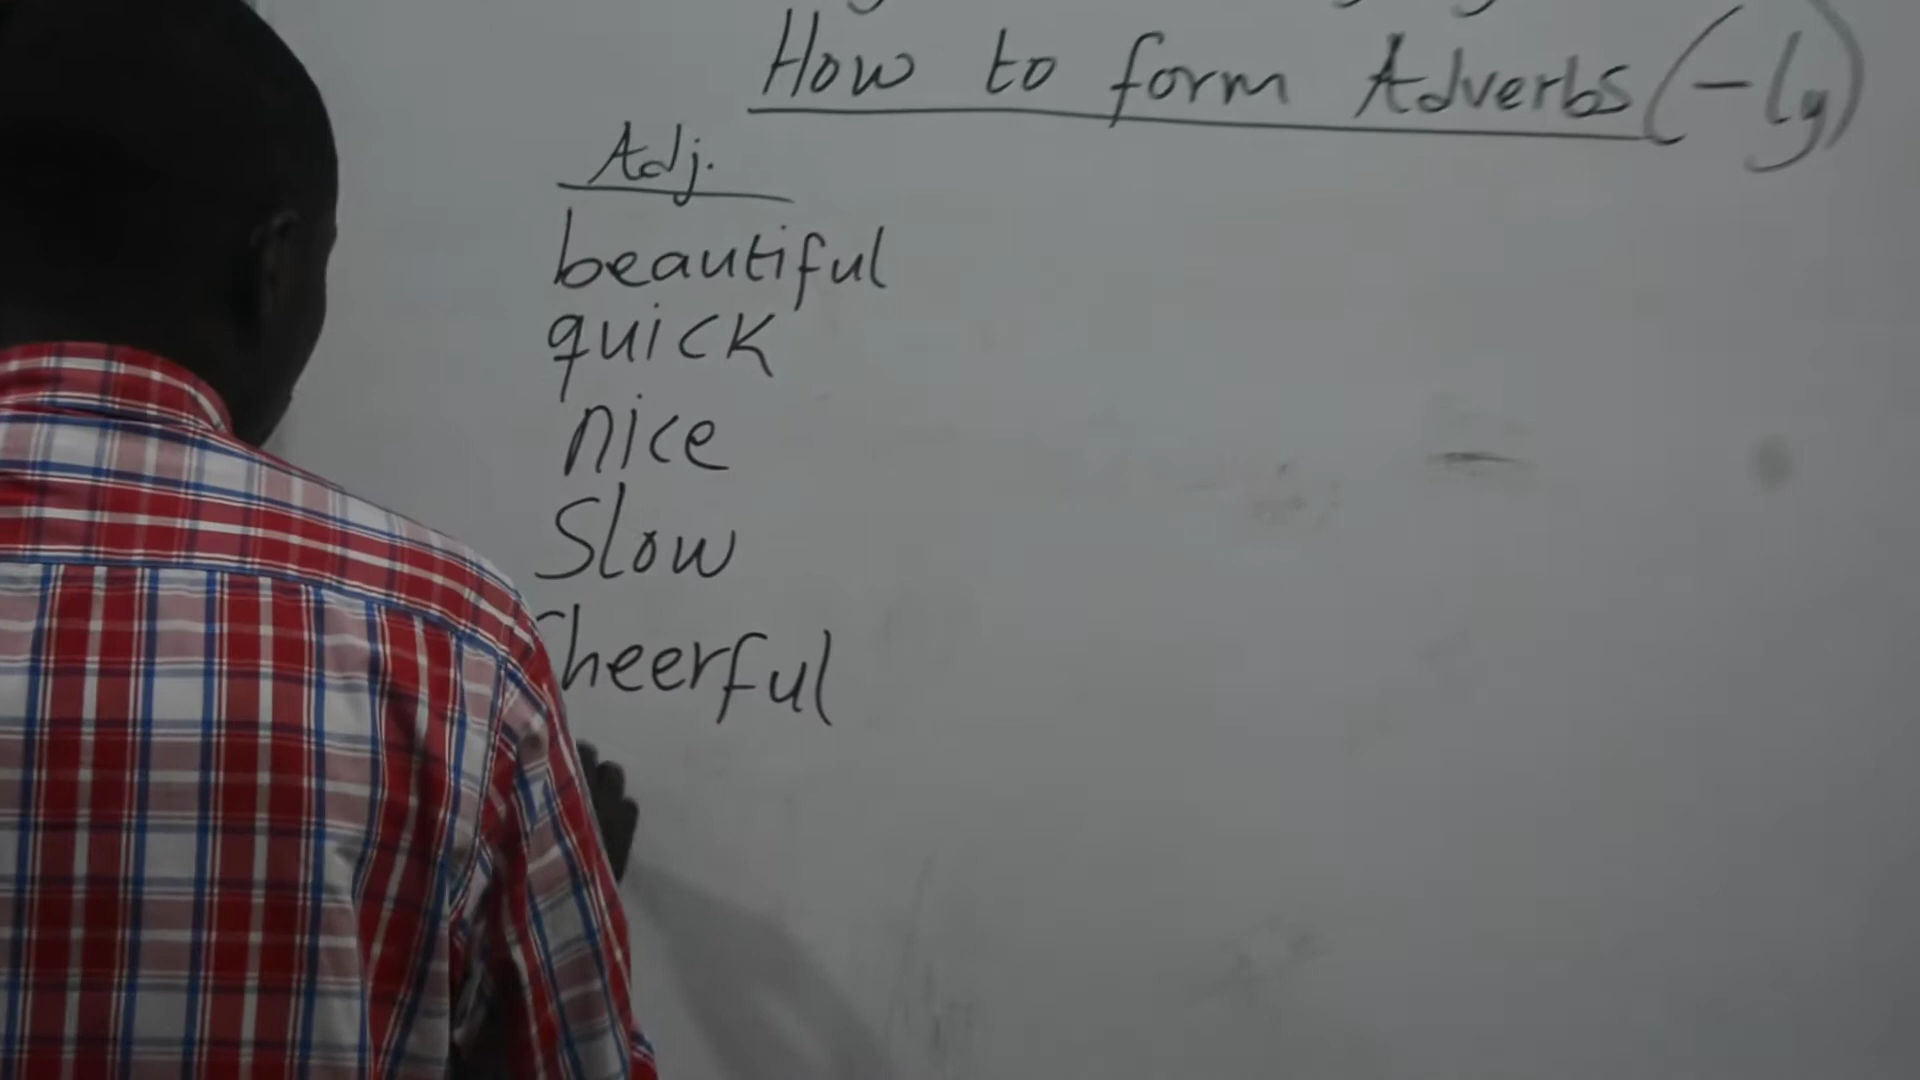 How to form Adverbs (-ly)
Adj.
beautiful
quick
nice
Slow
Cheerful